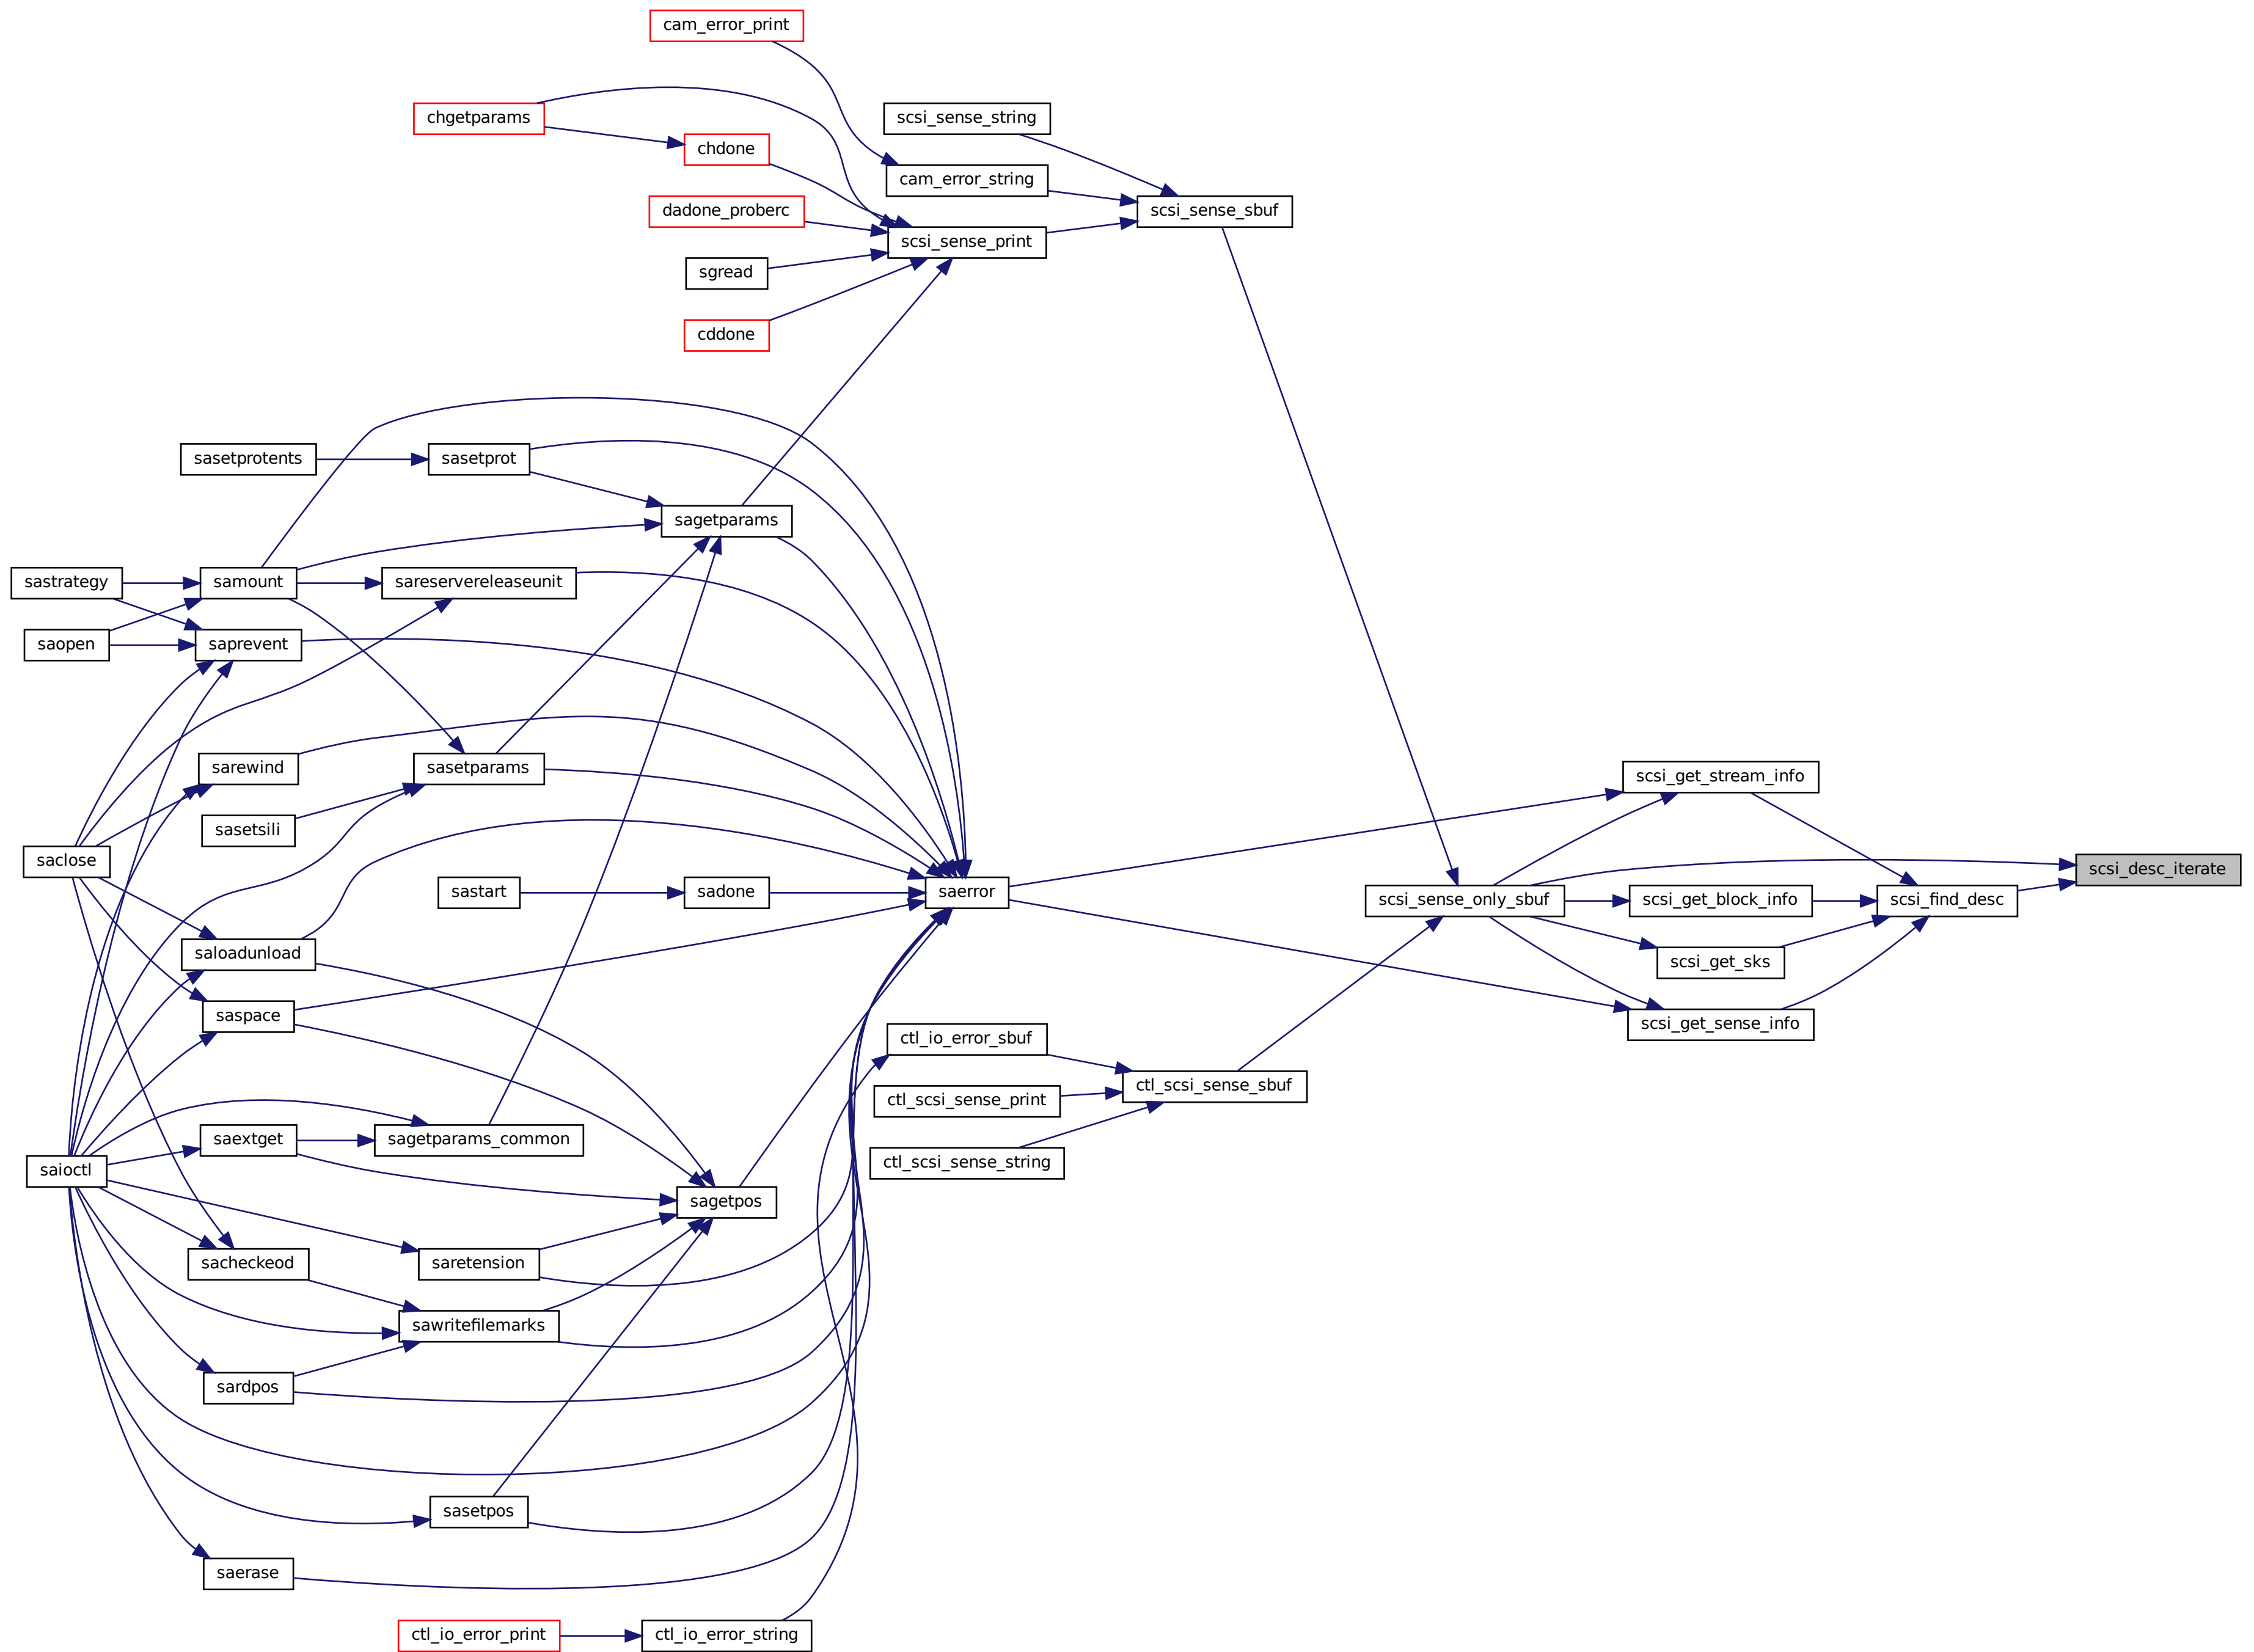 cam_error_print
chgetparams
scsi_sense_string
chdone
cam_error_string
dadone_proberc
scsi_sense_sbuf
scsi_sense_print
sgread
cddone
sasetprotents
sasetprot
sagetparams
sastrategy
samount
sareservereleaseunit
saopen
saprevent
sarewind
sasetparams
scsi_get_stream_info
sasetsili
saclose
scsi_desc_iterate
sastart
sadone
saerror
scsi_sense_only_sbuf
scsi_get_block_info
scsi_find_desc
saloadunload
scsi_get_sks
saspace
scsi_get_sense_info
ctl_io_error_sbuf
ctl_scsi_sense_sbuf
ctl_scsi_sense_print
saextget
sagetparams_common
ctl_scsi_sense_string
saioctl
sagetpos
sacheckeod
saretension
sawritefilemarks
sardpos
sasetpos
saerase
ctl_io_error_print
ctl_io_error_string